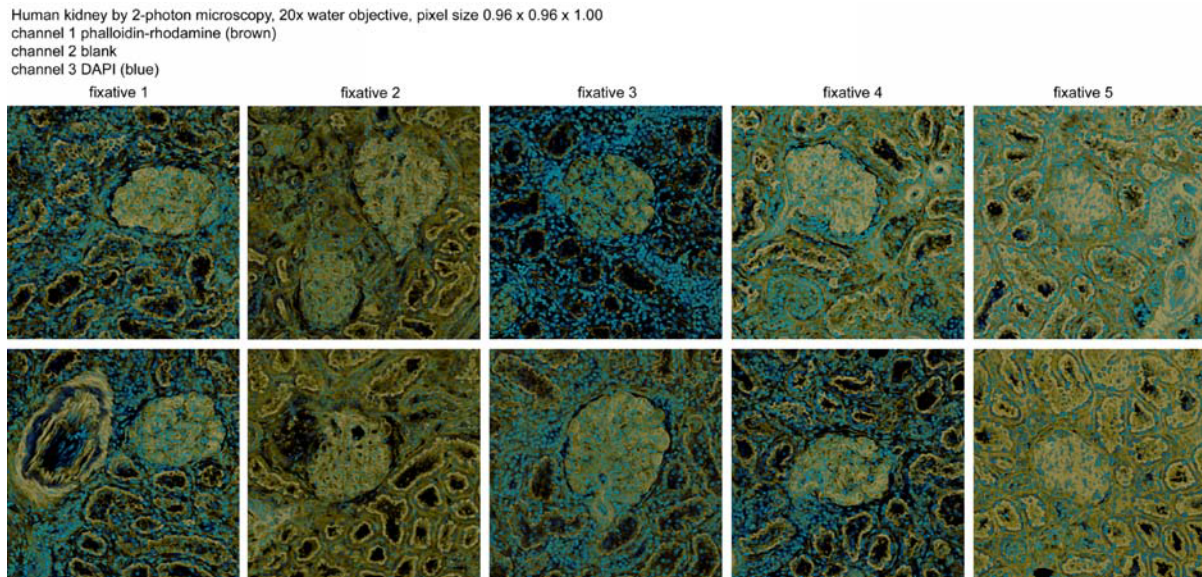 Human kidney by 2-photon microscopy, 20x water objective, pixel size 0.96 x 0.96 x 1.00
channel 1 phalloidin-rhodamine (brown)
channel 2 blank
channel 3 DAPI (blue)
fixative 1 fixative 2 fixative 3 fixative 4 fixative 5